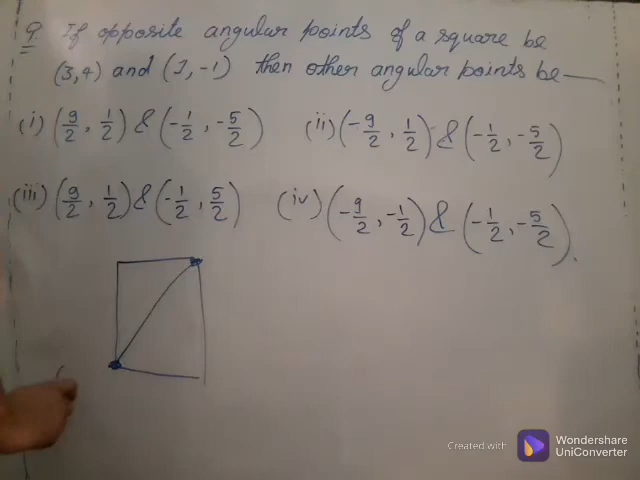 Q If opposite angular points of a square be
(3,4) and (1,-1) then other angular points be—
(i) (9/2, 1/2) & (-1/2, -5/2) (ii) (-9/2, 1/2) & (-1/2, -5/2)
(iii) (9/2, 1/2) & (-1/2, 5/2) (iv) (-9/2, -1/2) & (-1/2, -5/2).
Created with Wondershare
UniConverter